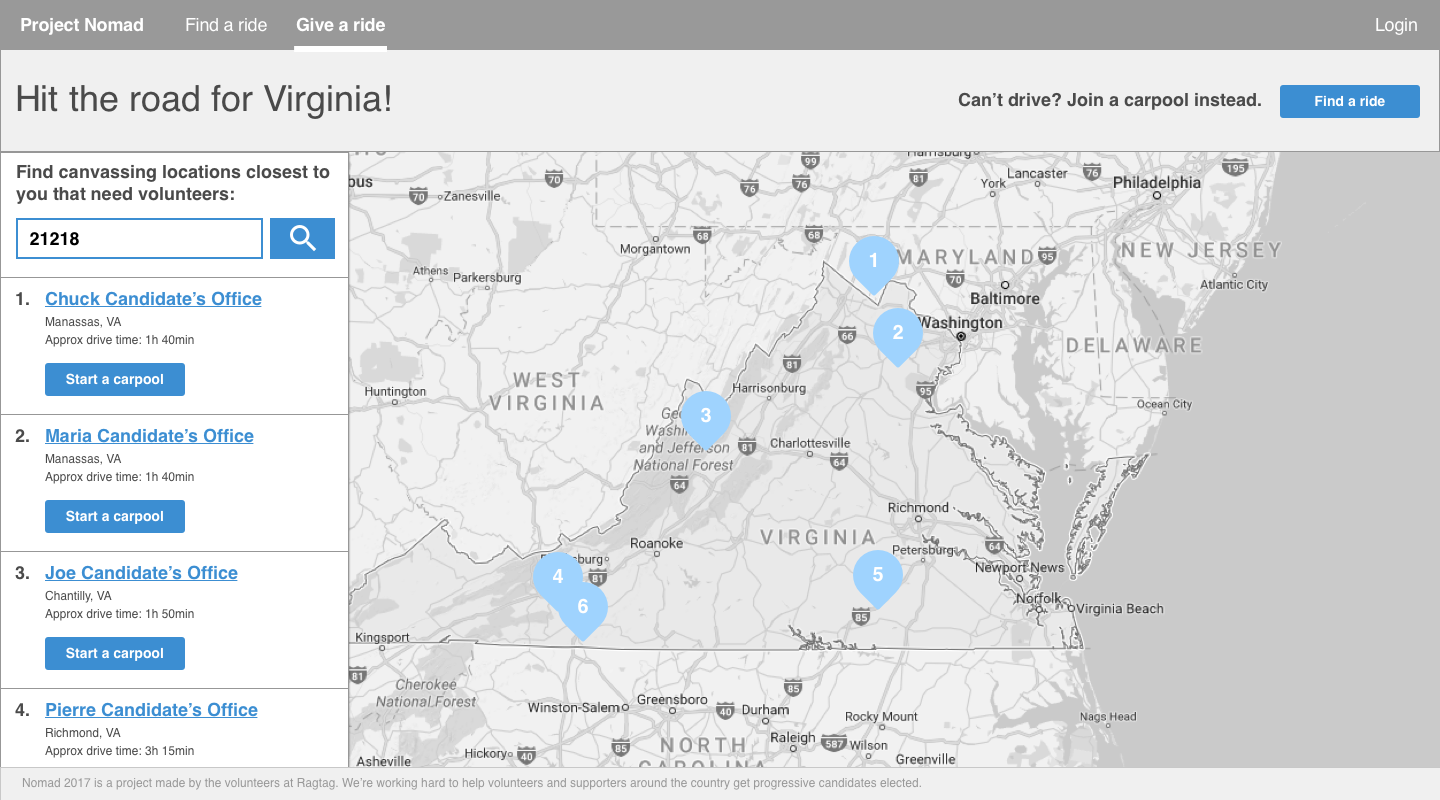 Project Nomad
Find a ride
Give a ride
Login
Hit the road for Virginia!
Can’t drive? Join a carpool instead.
Find a ride
Find canvassing locations closest to
you that need volunteers:
21218
1. Chuck Candidate’s Office
Manassas, VA
Approx drive time: 1h 40min
Start a carpool
2. Maria Candidate’s Office
Manassas, VA
Approx drive time: 1h 40min
Start a carpool
3. Joe Candidate’s Office
Chantilly, VA
Approx drive time: 1h 50min
Start a carpool
4. Pierre Candidate’s Office
Richmond, VA
Approx drive time: 3h 15min
99
Harrisburg
70
bus
70
Zanesville
76
76
81
York
Lancaster
76
Philadelphia
195
Morgantown
68
68
1
MARYLAND
95
NEW JERSEY
Athens
Parkersburg
70
Baltimore
Atlantic City
2
Washington
66
DELAWARE
81
Huntington
WEST
VIRGINIA
Harrisonburg
95
Ocean City
3
Washin
and Jefferson
National Forest
81
Charlottesville
64
64
Richmond
Roanoke
VIRGINIA
Petersburg
64
4
81
5
Newport News
6
85
Norfolk
Virginia Beach
Kingsport
81
Cherokee
National Forest
85
Winston-Salem
Greensboro
40
Durham
Rocky Mount
Nags Head
Hickory
40
85
NORTH
CAROLINA
Raleigh
587
Wilson
Asheville
Greenville
Nomad 2017 is a project made by the volunteers at Ragtag. We’re working hard to help volunteers and supporters around the country get progressive candidates elected.